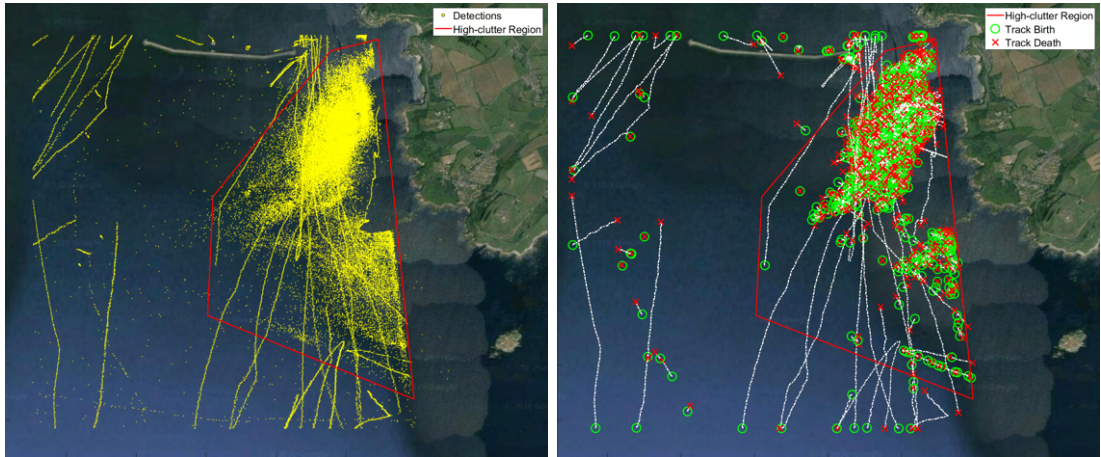 Detections
High-clutter Region
High-clutter Region
Track Birth
Track Death